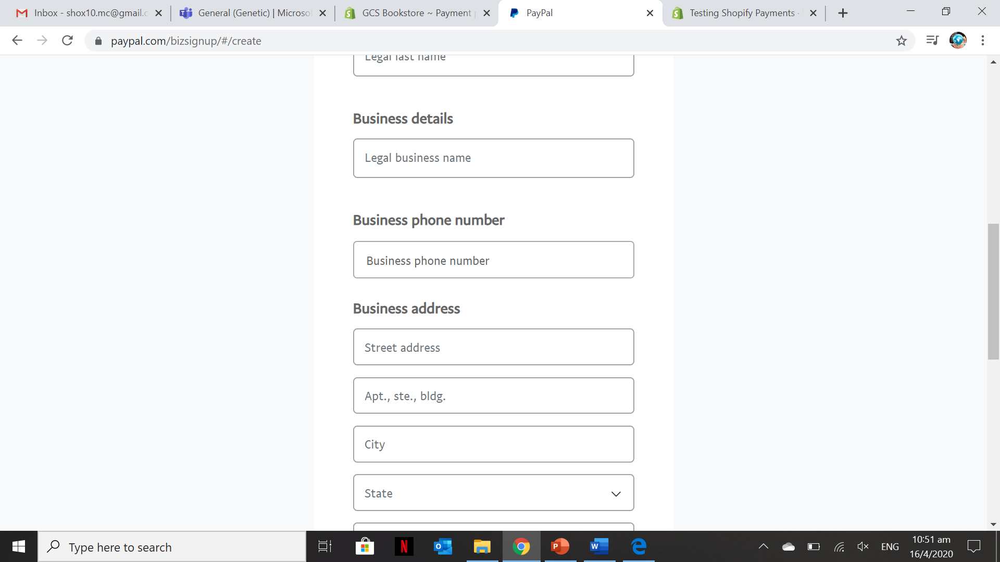 Inbox - shox10.mc@gmail.c
General (Genetic) | Microsof
GCS Bookstore ~ Payment p
PayPal
Testing Shopify Payments ·
paypal.com/bizsignup/#/create
Legal last name
Business details
Legal business name
Business phone number
Business phone number
Business address
Street address
Apt., ste., bldg.
City
State
Type here to search
ENG
10:51 am
16/4/2020